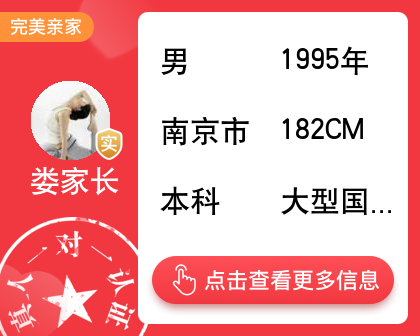 完美亲家
男 1995年
南京市 182CM
实
娄家长
本科 大型国...
真人一对一认证
点击查看更多信息